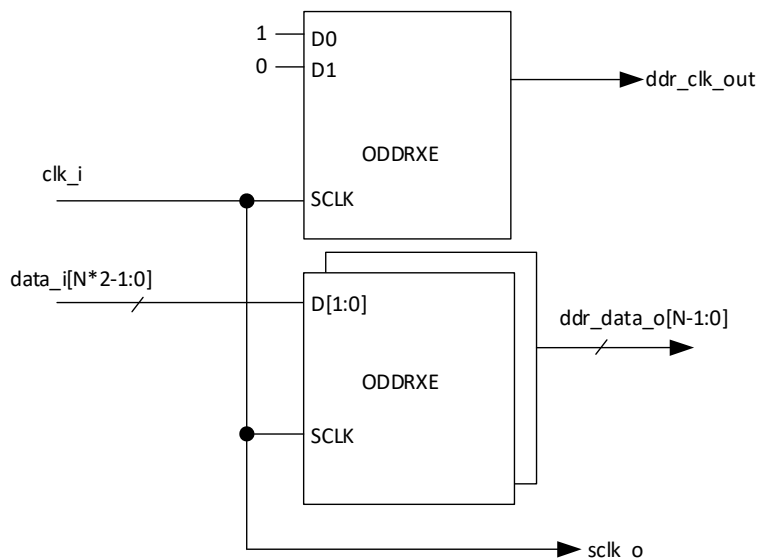 1
D0
0
D1
ddr_clk_out
ODDRXE
clk_i
SCLK
data_i[N*2-1:0]
D[1:0]
ddr_data_o[N-1:0]
ODDRXE
SCLK
sclk_o